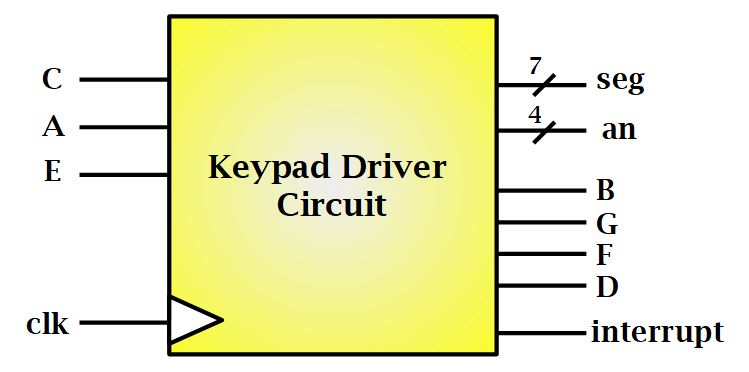 C
A
E
clk
Keypad Driver
Circuit
7
seg
4
an
B
G
F
D
interrupt